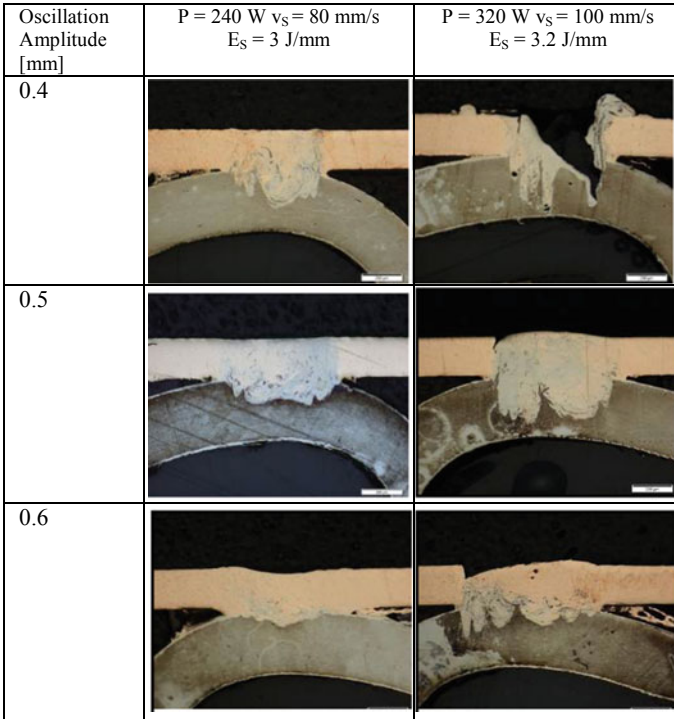 Oscillation
Amplitude
[mm]
P = 240 W vS = 80 mm/s
ES = 3 J/mm
P = 320 W vS = 100 mm/s
ES = 3.2 J/mm
0.4
0.5
0.6